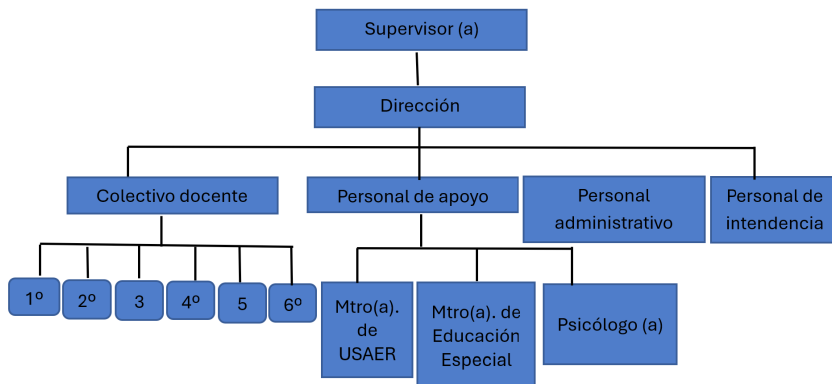 Supervisor (a)
Dirección
Colectivo docente
Personal de apoyo
Personal
administrativo
Personal de
intendencia
1º
2º
3
4º
5
6º
Mtro(a).
de
USAER
Mtro(a). de
Educación
Especial
Psicólogo (a)